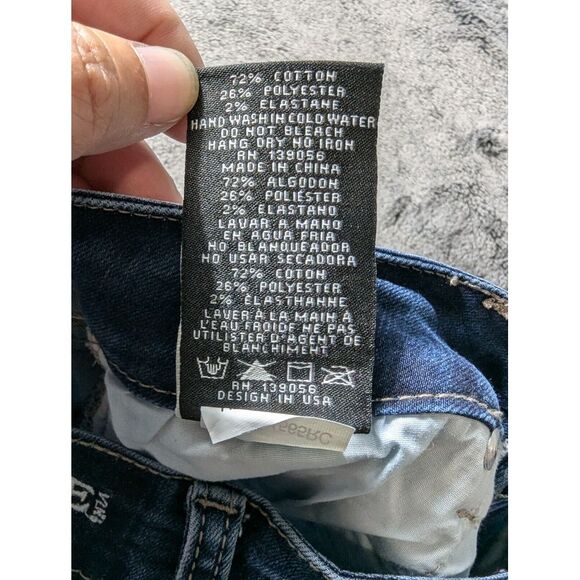 72% COTTON
26% POLYESTER
2% ELASTANE
HAND WASH IN COLD WATER
DO NOT BLEACH
HANG DRY NO IRON
RN 139056
MADE IN CHINA
72% ALGODON
26% POLIÉSTER
2% ELASTANO
LAVAR A MANO
EN AGUA FRIA
NO BLANQUEADOR
NO USAR SECADORA
72% COTON
26% POLYESTER
2% ÉLASTHANNE
LAVER À LA MAIN À
L'EAU FROIDE NE PAS
UTILISER D'AGENT DE
BLANCHIMENT
RN 139056
DESIGN IN USA